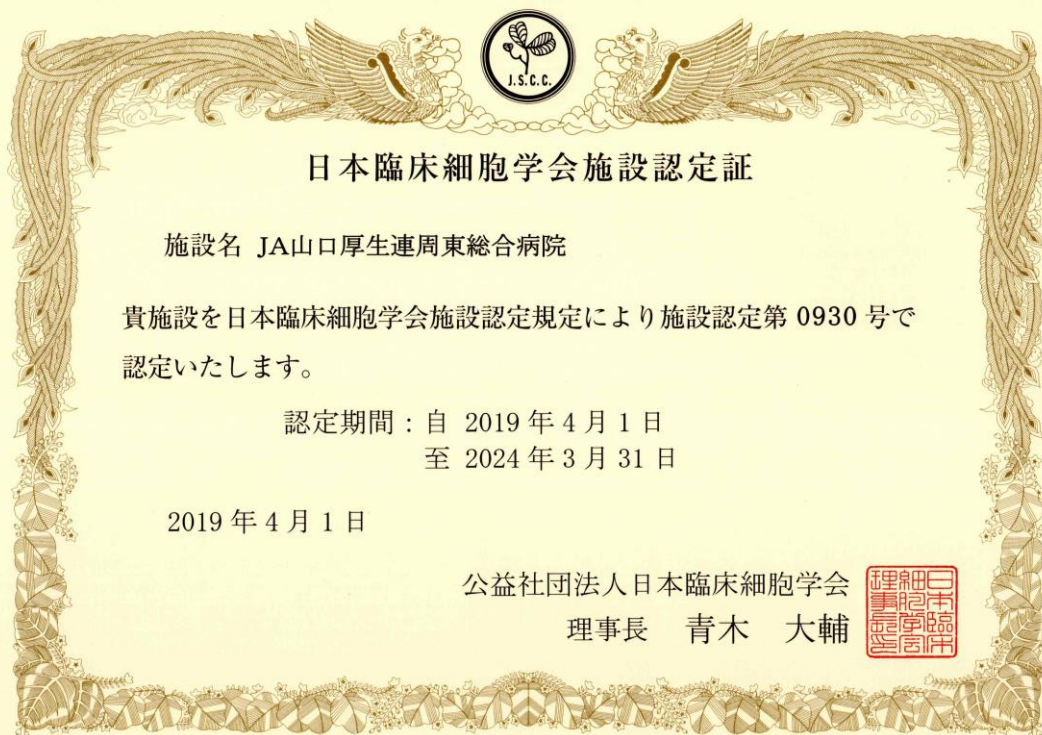 J.S.C.C.
日本臨床細胞学会施設認定証
施設名 JA山口厚生連周東総合病院
貴施設を日本臨床細胞学会施設認定規定により施設認定第 0930 号で
認定いたします。
認定期間：自 2019 年 4 月 1 日
至 2024 年 3 月 31 日
2019 年 4 月 1 日
公益社団法人日本臨床細胞学会
理事長 青木 大輔
日本臨床
細胞学会
理事長印